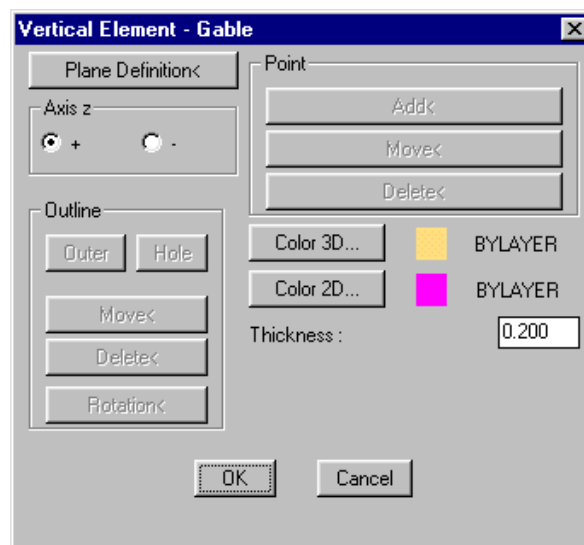 Vertical Element - Gable
Plane Definition<
Axis z
+ -
Outline
Outer Hole
Move<
Delete<
Rotation<
Point
Add<
Move<
Delete<
Color 3D... BYLAYER
Color 2D... BYLAYER
Thickness : 0.200
OK Cancel